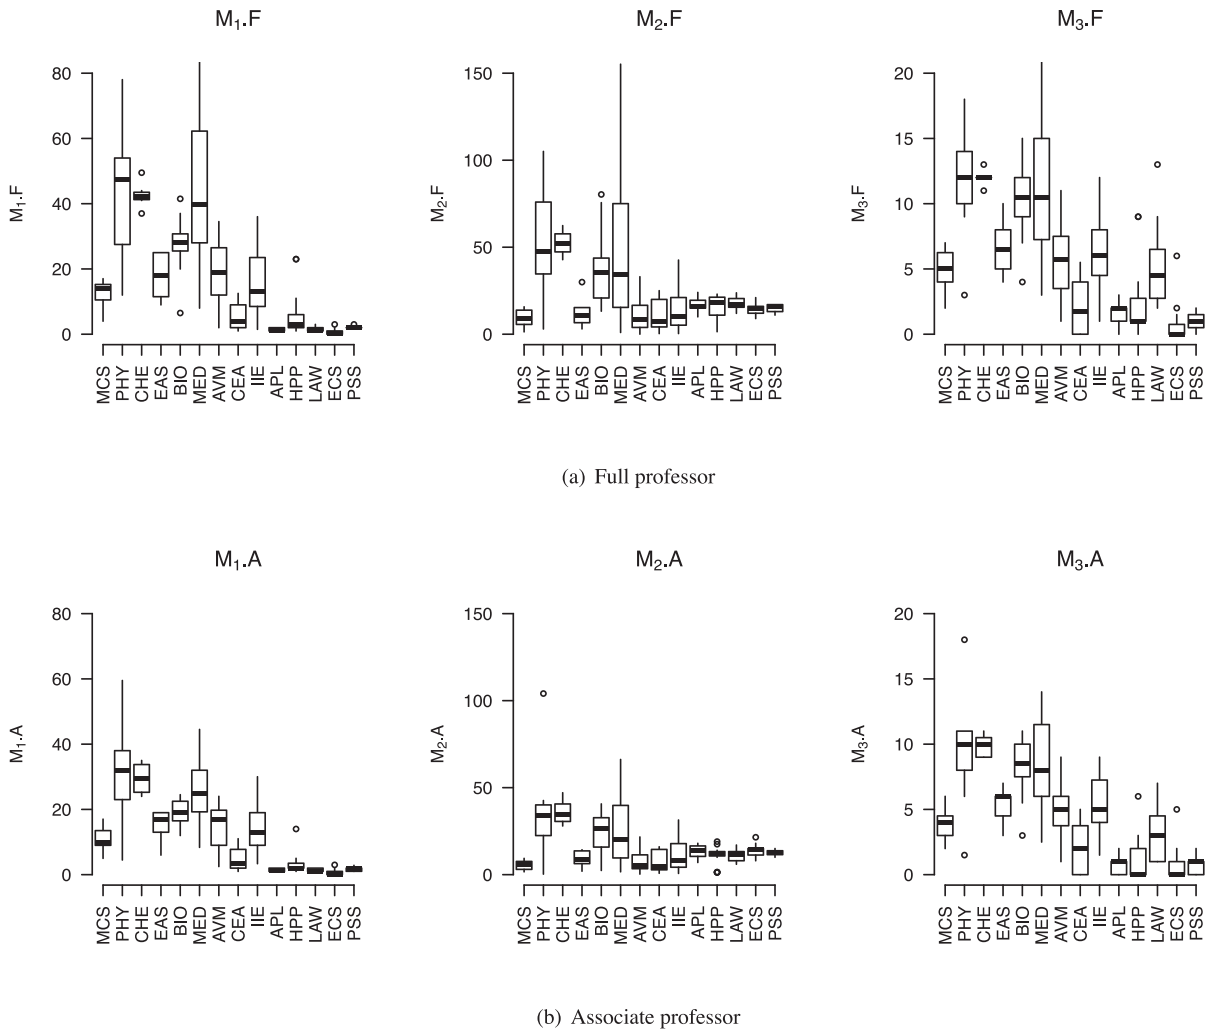 M₁.F
M₂.F
M₃.F
80
60
40
20
0
M₁.F
MCS PHY CHE EAS BIO MED AVM CEA IIE APL HPP LAW ECS PSS
150
100
50
0
M₂.F
MCS PHY CHE EAS BIO MED AVM CEA IIE APL HPP LAW ECS PSS
20
15
10
5
0
M₃.F
MCS PHY CHE EAS BIO MED AVM CEA IIE APL HPP LAW ECS PSS
(a) Full professor
M₁.A
M₂.A
M₃.A
80
60
40
20
0
M₁.A
MCS PHY CHE EAS BIO MED AVM CEA IIE APL HPP LAW ECS PSS
150
100
50
0
M₂.A
MCS PHY CHE EAS BIO MED AVM CEA IIE APL HPP LAW ECS PSS
20
15
10
5
0
M₃.A
MCS PHY CHE EAS BIO MED AVM CEA IIE APL HPP LAW ECS PSS
(b) Associate professor